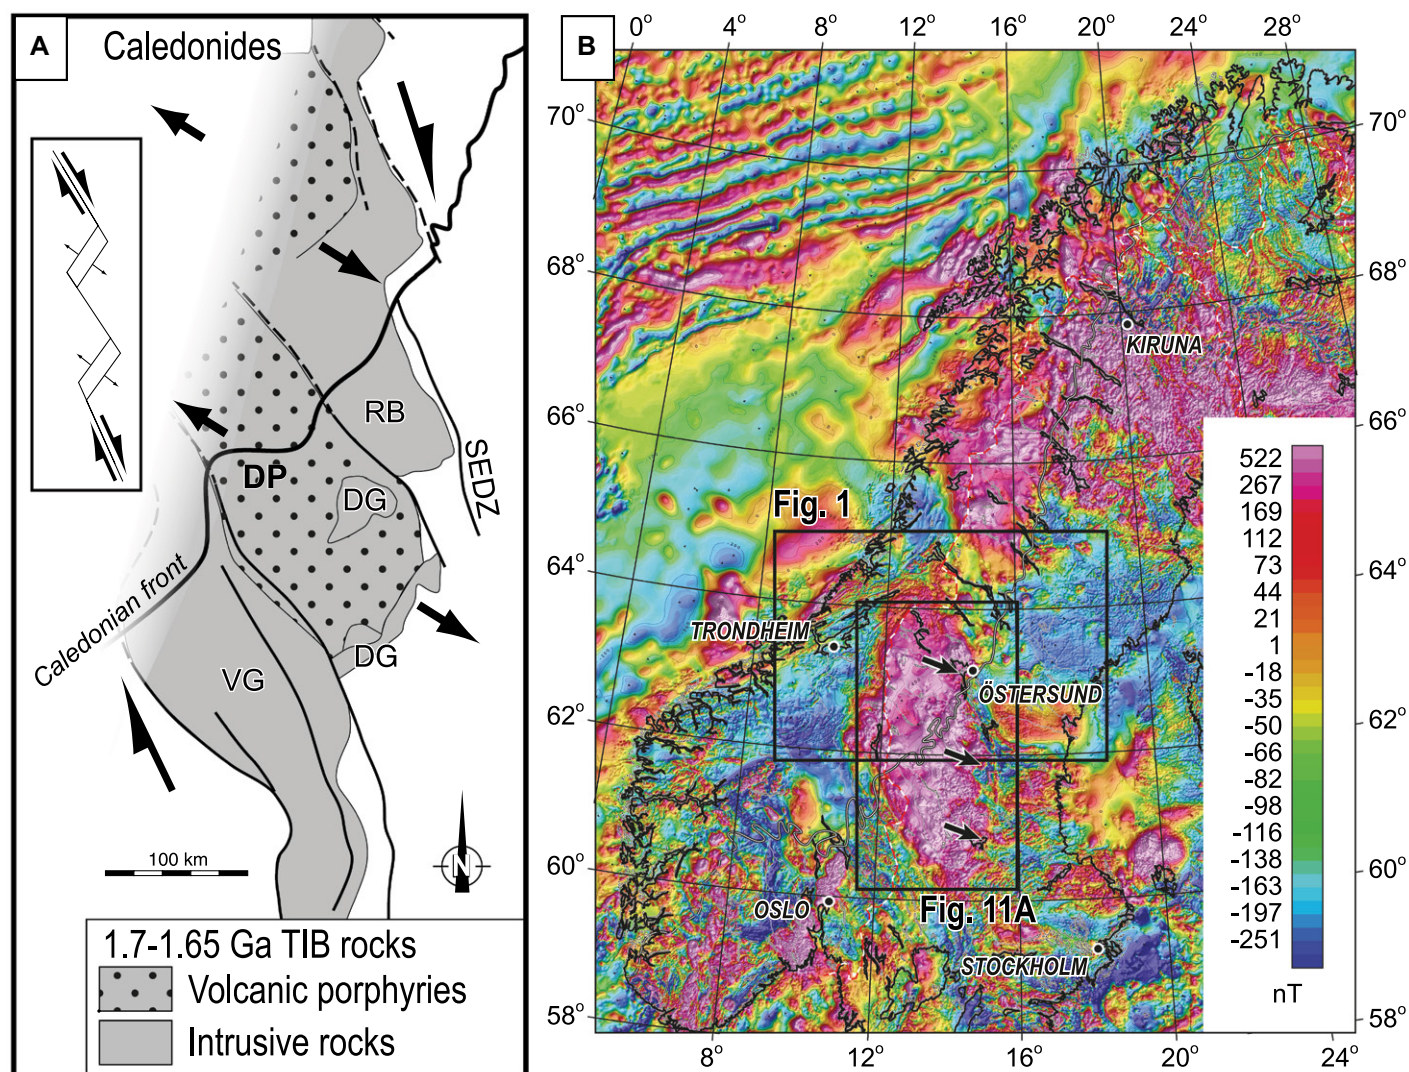 A
Caledonides
RB
SEDZ
DP
DG
Caledonian front
VG
DG
100 km
N
1.7-1.65 Ga TIB rocks
Volcanic porphyries
Intrusive rocks
B
0° 4° 8° 12° 16° 20° 24° 28°
70° 70°
68° 68°
KIRUNA
66° 66°
Fig. 1
64° 64°
TRONDHEIM
ÖSTERSUND
62° 62°
60° 60°
OSLO
Fig. 11A
STOCKHOLM
58° 58°
8° 12° 16° 20° 24°
522
267
169
112
73
44
21
1
-18
-35
-50
-66
-82
-98
-116
-138
-163
-197
-251
nT